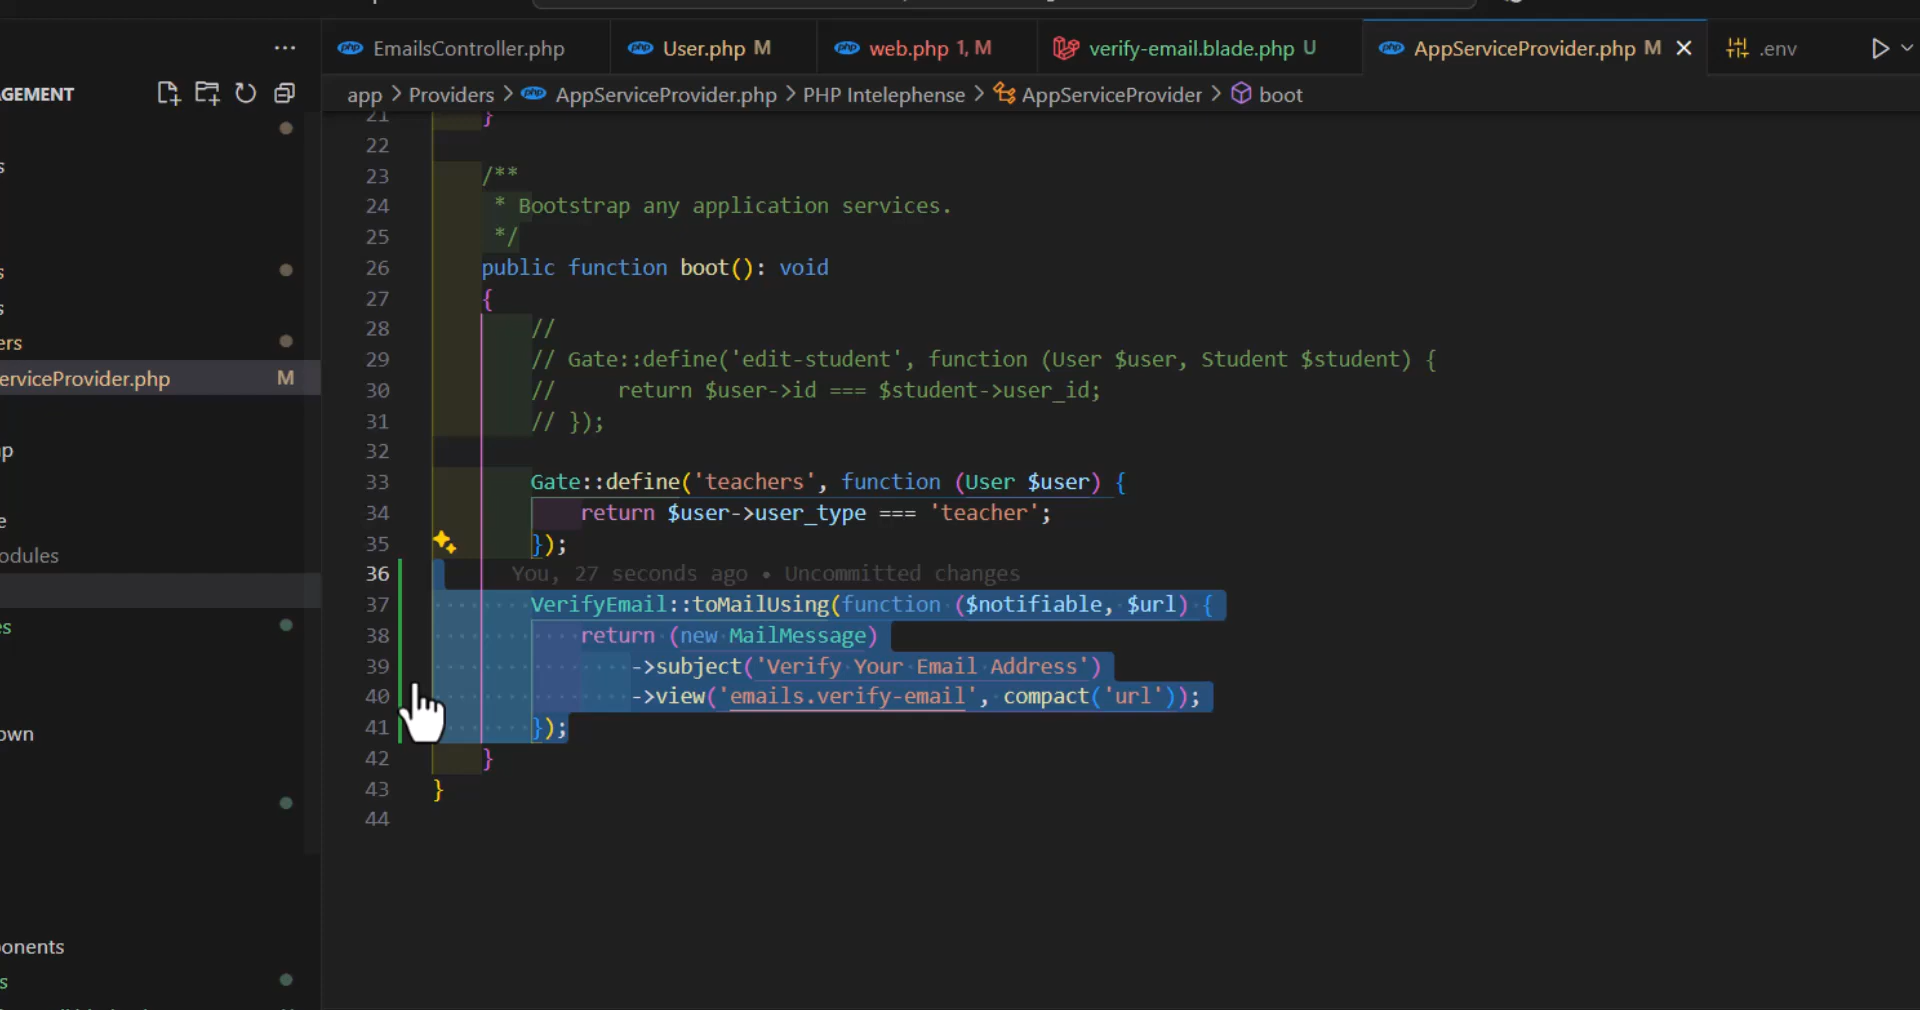 EmailsController.php
User.php M
web.php 1, M
verify-email.blade.php U
AppServiceProvider.php M
.env
AGEMENT
app > Providers > AppServiceProvider.php > PHP Intelephense > AppServiceProvider > boot
21 }
22
23 /**
24 * Bootstrap any application services.
25 */
26 public function boot(): void
27 {
28 //
29 // Gate::define('edit-student', function (User $user, Student $student) {
30 // return $user->id === $student->user_id;
31 // });
32
33 Gate::define('teachers', function (User $user) {
34 return $user->user_type === 'teacher';
35 });
36 You, 27 seconds ago • Uncommitted changes
37 VerifyEmail::toMailUsing(function ($notifiable, $url) {
38 return (new MailMessage)
39 ->subject('Verify Your Email Address')
40 ->view('emails.verify-email', compact('url'));
41 });
42 }
43 }
44
s
s
s
ers
erviceProvider.php M
p
e
odules
es
own
onents
s